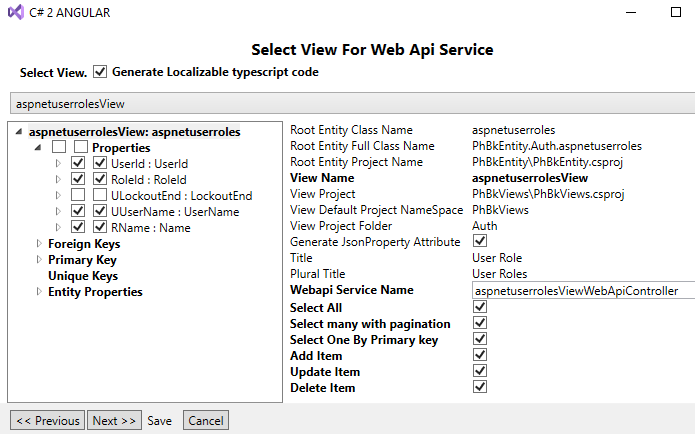 C# 2 ANGULAR
Select View For Web Api Service
Select View. Generate Localizable typescript code
aspnetuserrolesView
aspnetuserrolesView: aspnetuserroles
Properties
UserId : UserId
RoleId : RoleId
ULockoutEnd : LockoutEnd
UUserName : UserName
RName : Name
Foreign Keys
Primary Key
Unique Keys
Entity Properties
Root Entity Class Name aspnetuserroles
Root Entity Full Class Name PhBkEntity.Auth.aspnetuserroles
Root Entity Project Name PhBkEntity\PhBkEntity.csproj
View Name aspnetuserrolesView
View Project PhBkViews\PhBkViews.csproj
View Default Project NameSpace PhBkViews
View Project Folder Auth
Generate JsonProperty Attribute
Title User Role
Plural Title User Roles
Webapi Service Name aspnetuserrolesViewWebApiController
Select All
Select many with pagination
Select One By Primary key
Add Item
Update Item
Delete Item
<< Previous Next >> Save Cancel